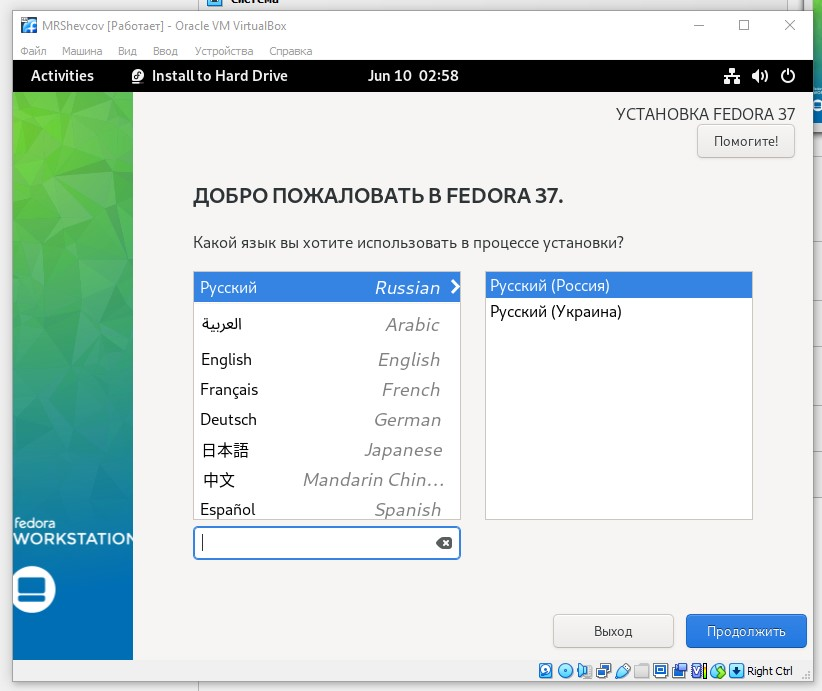 Система
MRShevcov [Работает] - Oracle VM VirtualBox
Файл Машина Вид Ввод Устройства Справка
Activities Install to Hard Drive Jun 10 02:58
УСТАНОВКА FEDORA 37
Помогите!
ДОБРО ПОЖАЛОВАТЬ В FEDORA 37.
Какой язык вы хотите использовать в процессе установки?
Русский Russian
العربية Arabic
English English
Français French
Deutsch German
日本語 Japanese
中文 Mandarin Chin...
Español Spanish
Русский (Россия)
Русский (Украина)
fedora
WORKSTATION
Выход Продолжить
Right Ctrl